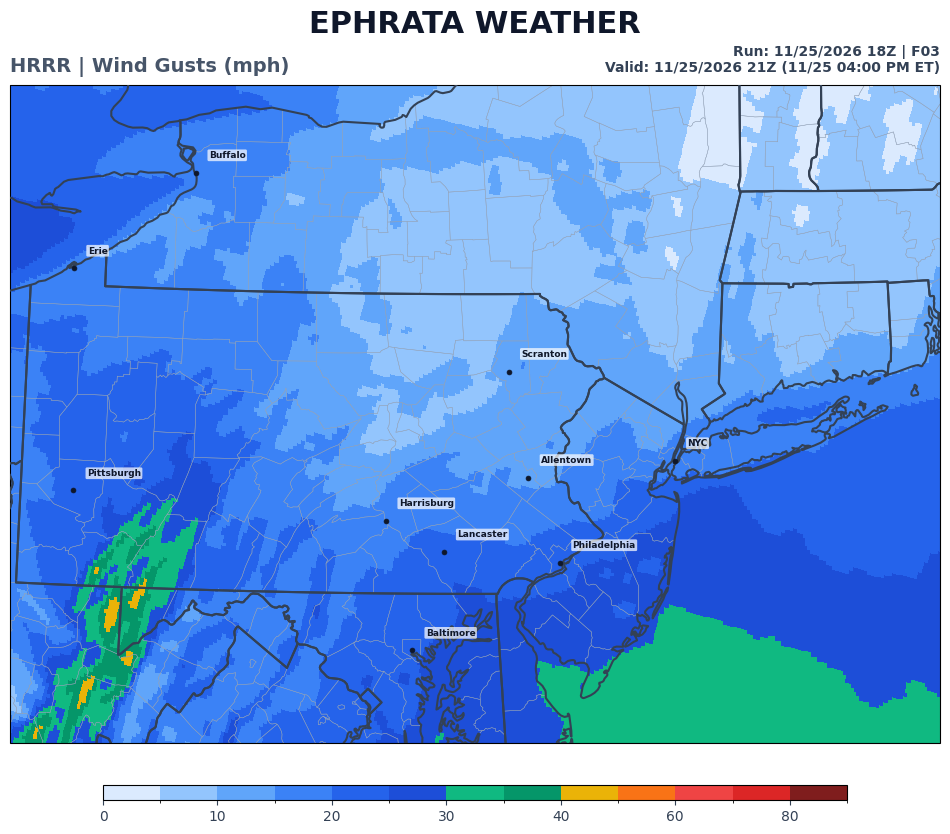 EPHRATA WEATHER
HRRR | Wind Gusts (mph)
Run: 11/25/2026 18Z | F03
Valid: 11/25/2026 21Z (11/25 04:00 PM ET)
Buffalo
Erie
Scranton
NYC
Allentown
Pittsburgh
Harrisburg
Lancaster
Philadelphia
Baltimore
0 10 20 30 40 50 60 70 80